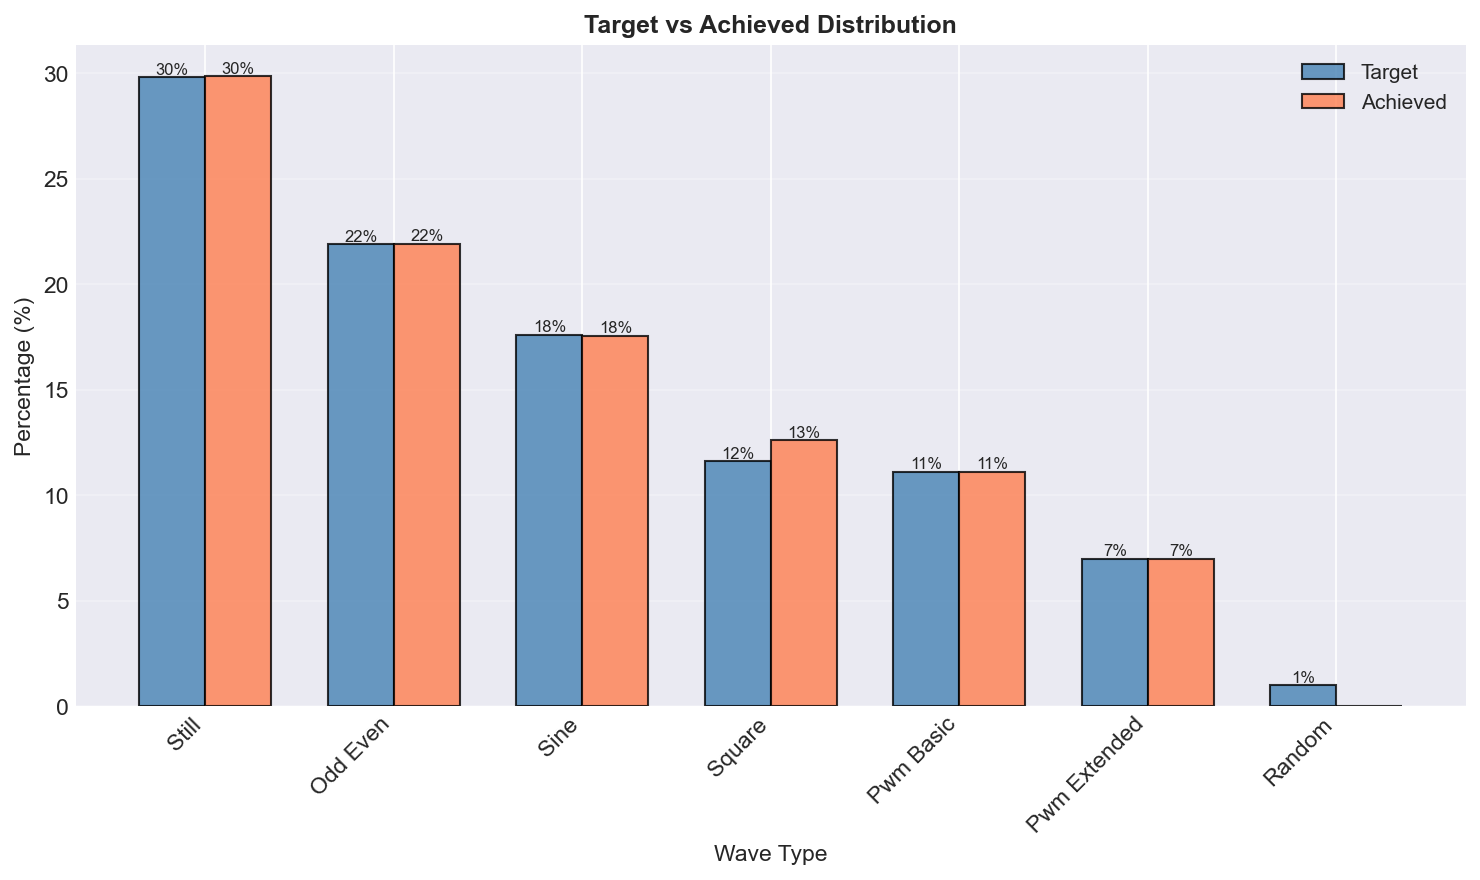 Target vs Achieved Distribution
Target
Achieved
Percentage (%)
30
25
20
15
10
5
0
30%
30%
22%
22%
18%
18%
12%
13%
11%
11%
7%
7%
1%
Still
Odd Even
Sine
Square
Pwm Basic
Pwm Extended
Random
Wave Type